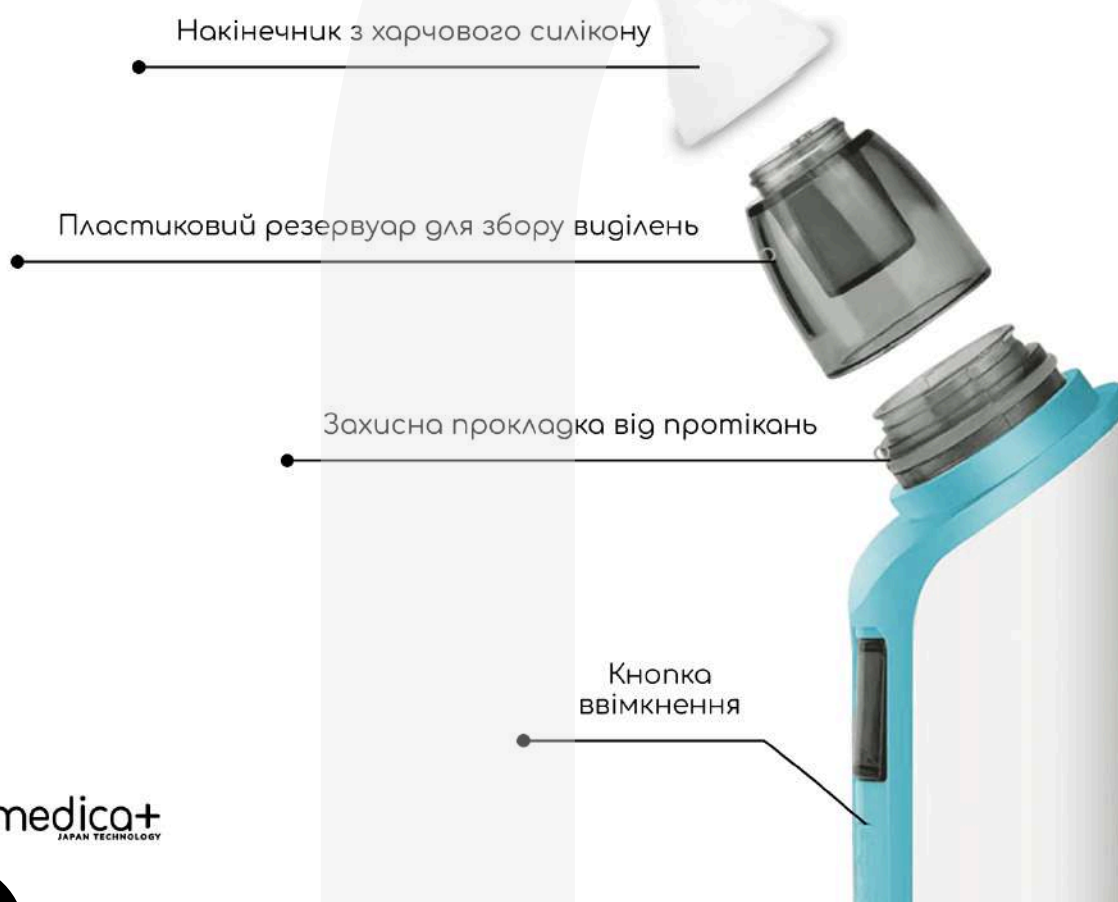 Накінечник з харчового силікону
Пластиковий резервуар для збору виділень
Захисна прокладка від протікань
Кнопка
ввімкнення
medica+
JAPAN TECHNOLOGY